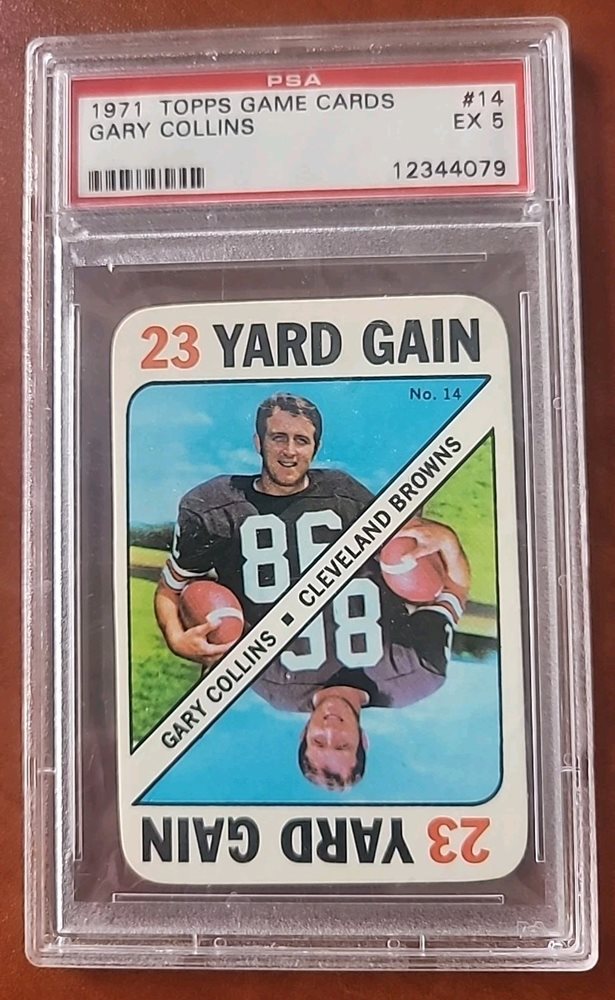 PSA
1971 TOPPS GAME CARDS #14
GARY COLLINS EX 5
12344079
23 YARD GAIN
No. 14
86
GARY COLLINS ■ CLEVELAND BROWNS
86
23 YARD GAIN